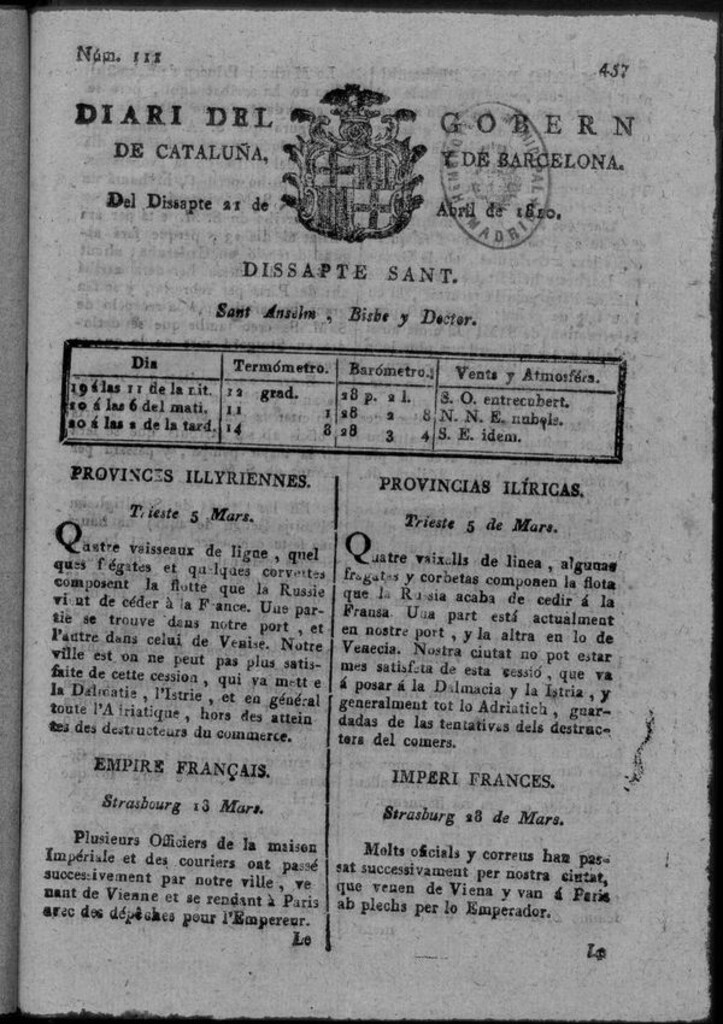 Núm. 111
457
DIARI DEL GOBERN
DE CATALUÑA, Y DE BARCELONA.
Del Dissapte 21 de Abril de 1810.
MADRID
DISSAPTE SANT.
Sant Anselm, Bisbe y Doctor.
Dia Termómetro. Barómetro. Vents y Atmosféra.
19 á las 11 de la nit. 12 grad. 28 p. 2 l. S. O. entrecubert.
20 á las 6 del mati. 11 1 28 2 8 N. N. E. nubols.
20 á las 2 de la tard. 14 8 28 3 4 S. E. idem.
PROVINCES ILLYRIENNES.
Trieste 5 Mars.
Quatre vaisseaux de ligne, quel
ques frégates et quelques corvettes
composent la flotte que la Russie
vient de céder à la France. Une par-
tie se trouve dans notre port, et
l'autre dans celui de Venise. Notre
ville est on ne peut pas plus satis-
faite de cette cession, qui va mettre
la Dalmatie, l'Istrie, et en général
toute l'Adriatique, hors des attein
tes des destructeurs du commerce.
EMPIRE FRANÇAIS.
Strasbourg 13 Mars.
Plusieurs Officiers de la maison
Impériale et des couriers ont passé
successivement par notre ville, ve
nant de Vienne et se rendant à Paris
avec des dépêches pour l'Empereur.
Le
PROVINCIAS ILÍRICAS.
Trieste 5 de Mars.
Quatre vaixells de linea, algunas
fragatas y corbetas componen la flota
que la Russia acaba de cedir á la
Fransa. Una part está actualment
en nostre port, y la altra en lo de
Venecia. Nostra ciutat no pot estar
mes satisfeta de esta cessió, que va
á posar á la Dalmacia y la Istria, y
generalment tot lo Adriatich, guar-
dadas de las tentativas dels destruc-
tors del comers.
IMPERI FRANCES.
Strasburg 28 de Mars.
Molts oficials y correus han pas-
sat successivament per nostra ciutat,
que venen de Viena y van á Paris
ab plechs per lo Emperador.
Le